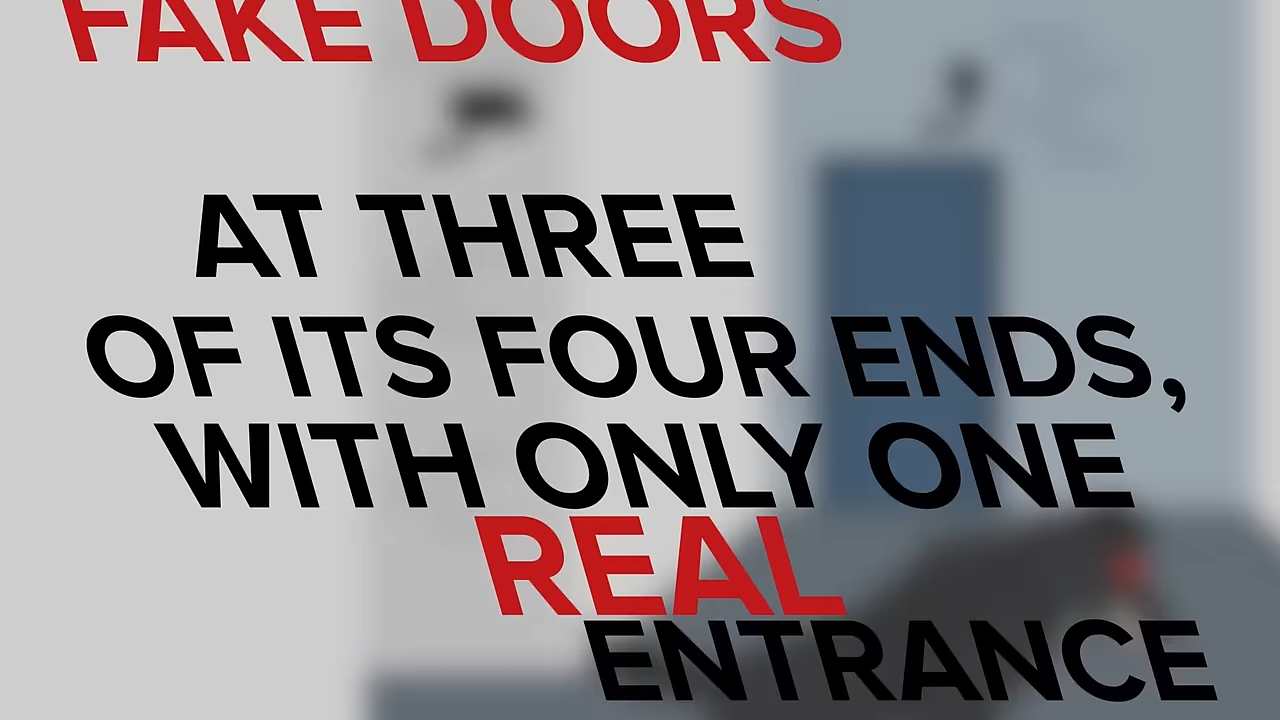 FAKE DOORS
AT THREE
OF ITS FOUR ENDS,
WITH ONLY ONE
REAL
ENTRANCE